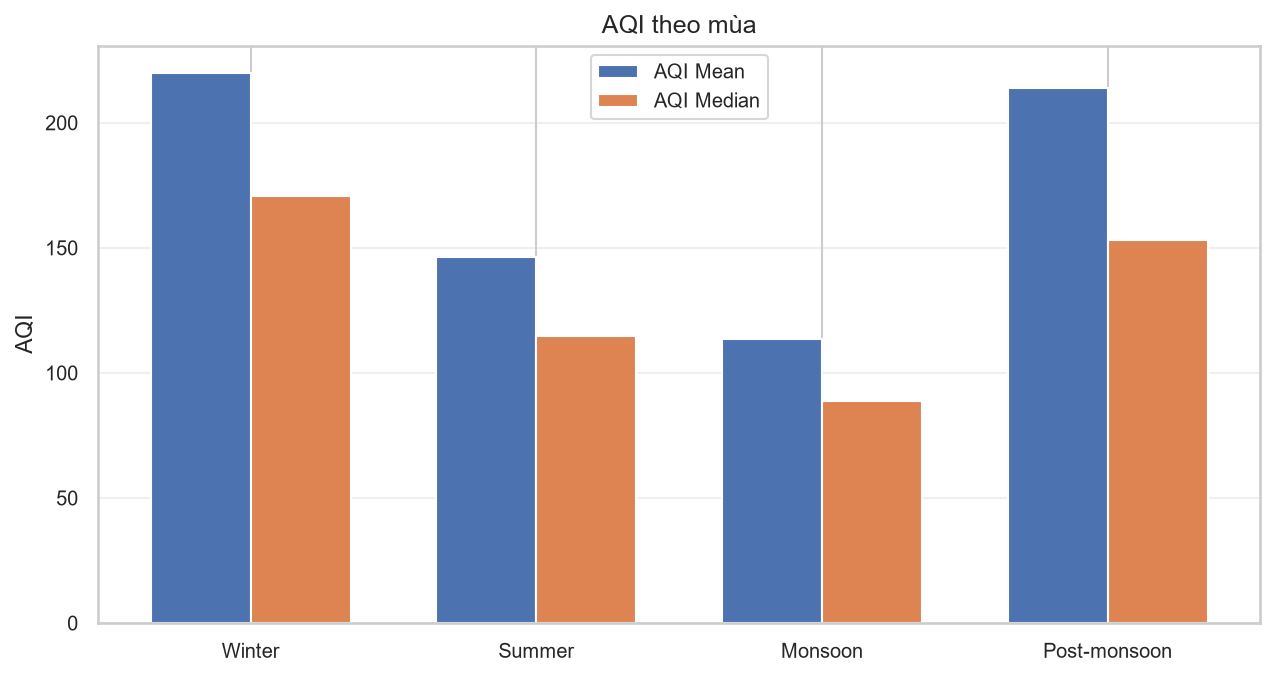 AQI theo mùa
AQI Mean
AQI Median
AQI
200
150
100
50
0
Winter
Summer
Monsoon
Post-monsoon